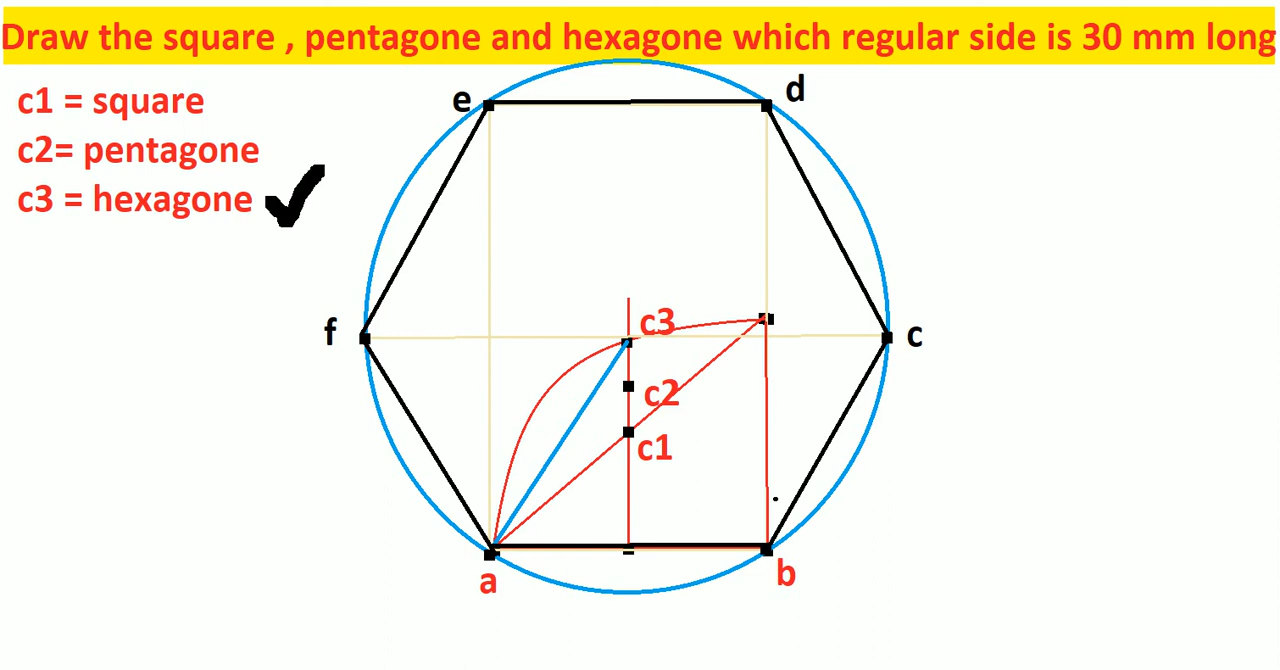 Draw the square , pentagone and hexagone which regular side is 30 mm long
c1 = square
c2= pentagone
c3 = hexagone
e
d
f
c3
c
c2
c1
a
b